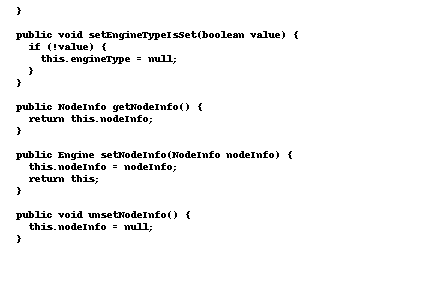 }

public void setEngineTypeIsSet(boolean value) {
  if (!value) {
    this.engineType = null;
  }
}

public NodeInfo getNodeInfo() {
  return this.nodeInfo;
}

public Engine setNodeInfo(NodeInfo nodeInfo) {
  this.nodeInfo = nodeInfo;
  return this;
}

public void unsetNodeInfo() {
  this.nodeInfo = null;
}